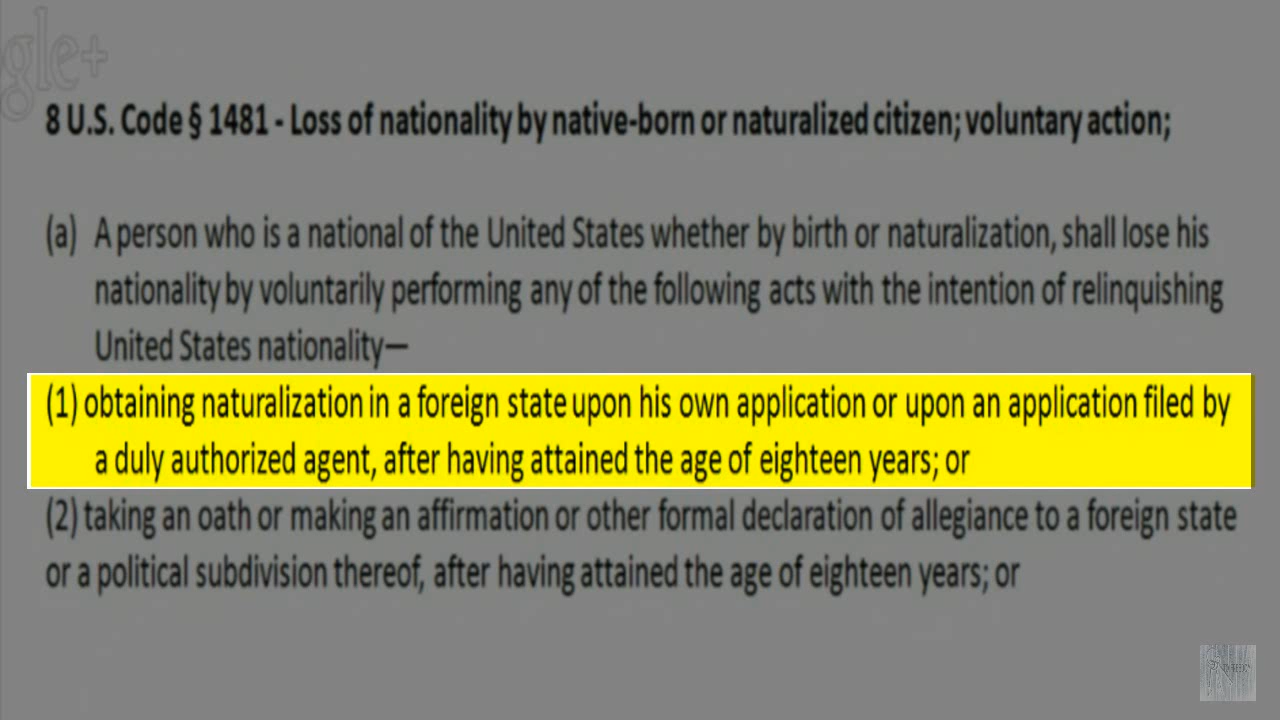 gle+
8 U.S. Code § 1481 - Loss of nationality by native-born or naturalized citizen; voluntary action;
(a) A person who is a national of the United States whether by birth or naturalization, shall lose his
nationality by voluntarily performing any of the following acts with the intention of relinquishing
United States nationality—
(1) obtaining naturalization in a foreign state upon his own application or upon an application filed by
a duly authorized agent, after having attained the age of eighteen years; or
(2) taking an oath or making an affirmation or other formal declaration of allegiance to a foreign state
or a political subdivision thereof, after having attained the age of eighteen years; or